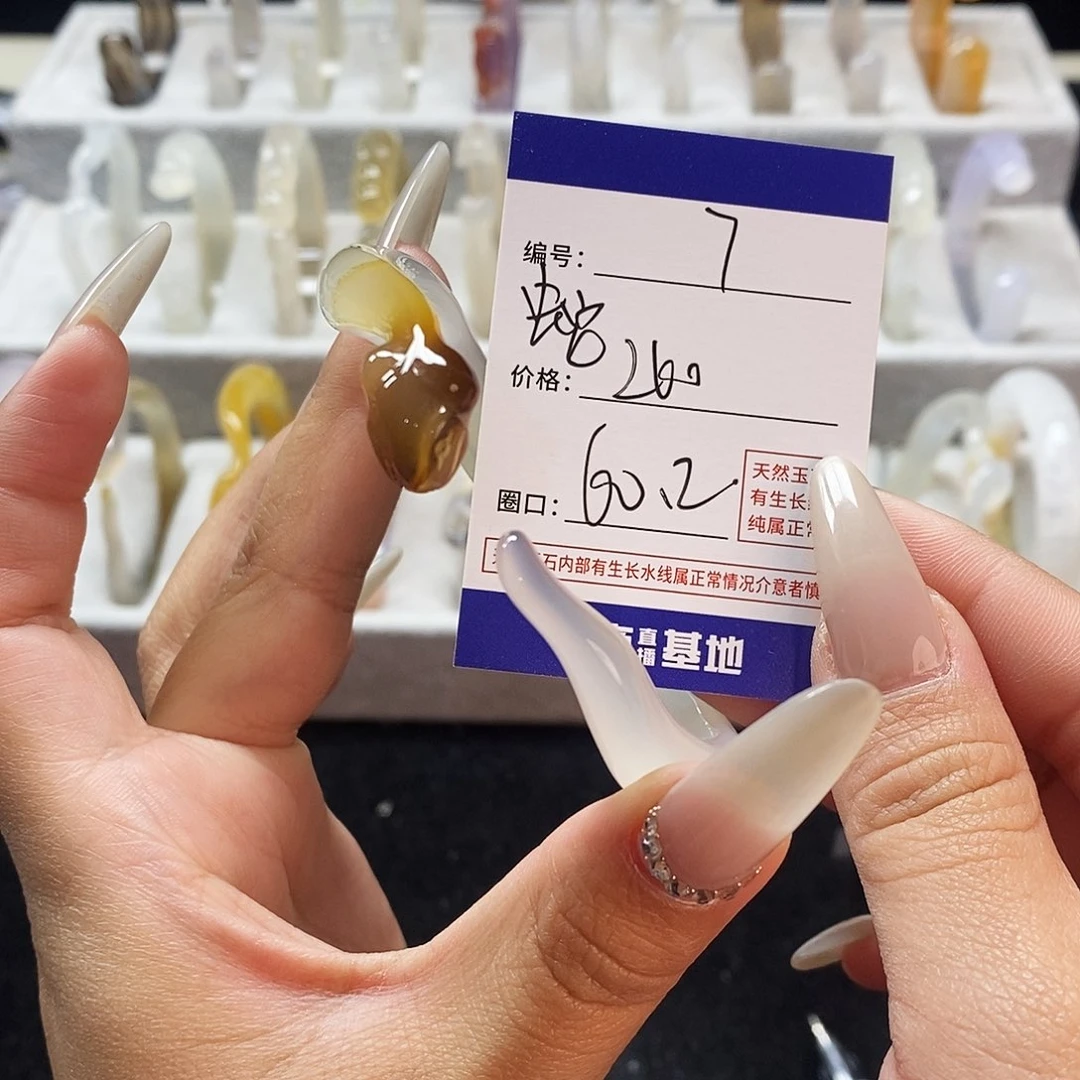 编号: 7
蛇
价格: 260
圈口: 60.2
天然玉
有生长
纯属正常
石内部有生长水线属正常情况介意者慎
直播基地